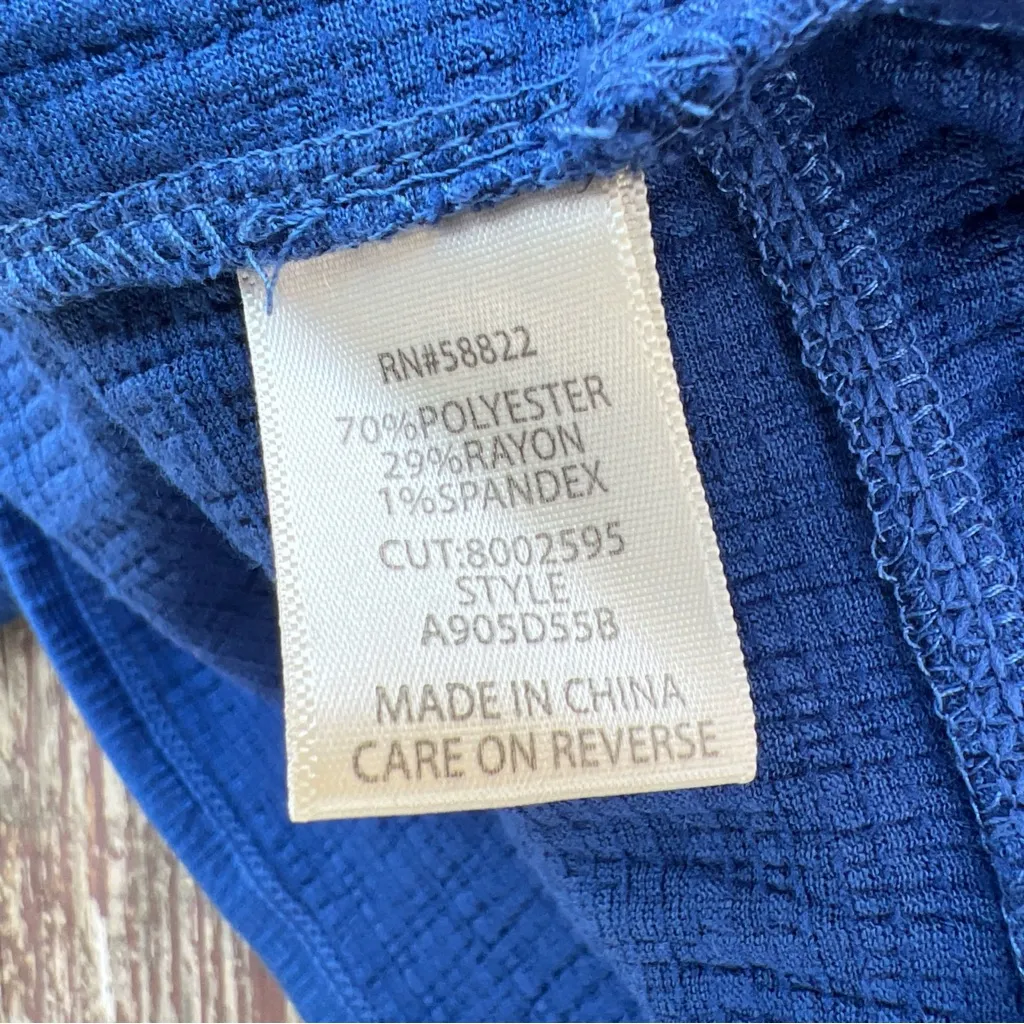 RN#58822
70%POLYESTER
29%RAYON
1%SPANDEX
CUT:8002595
STYLE
A905D55B
MADE IN CHINA
CARE ON REVERSE